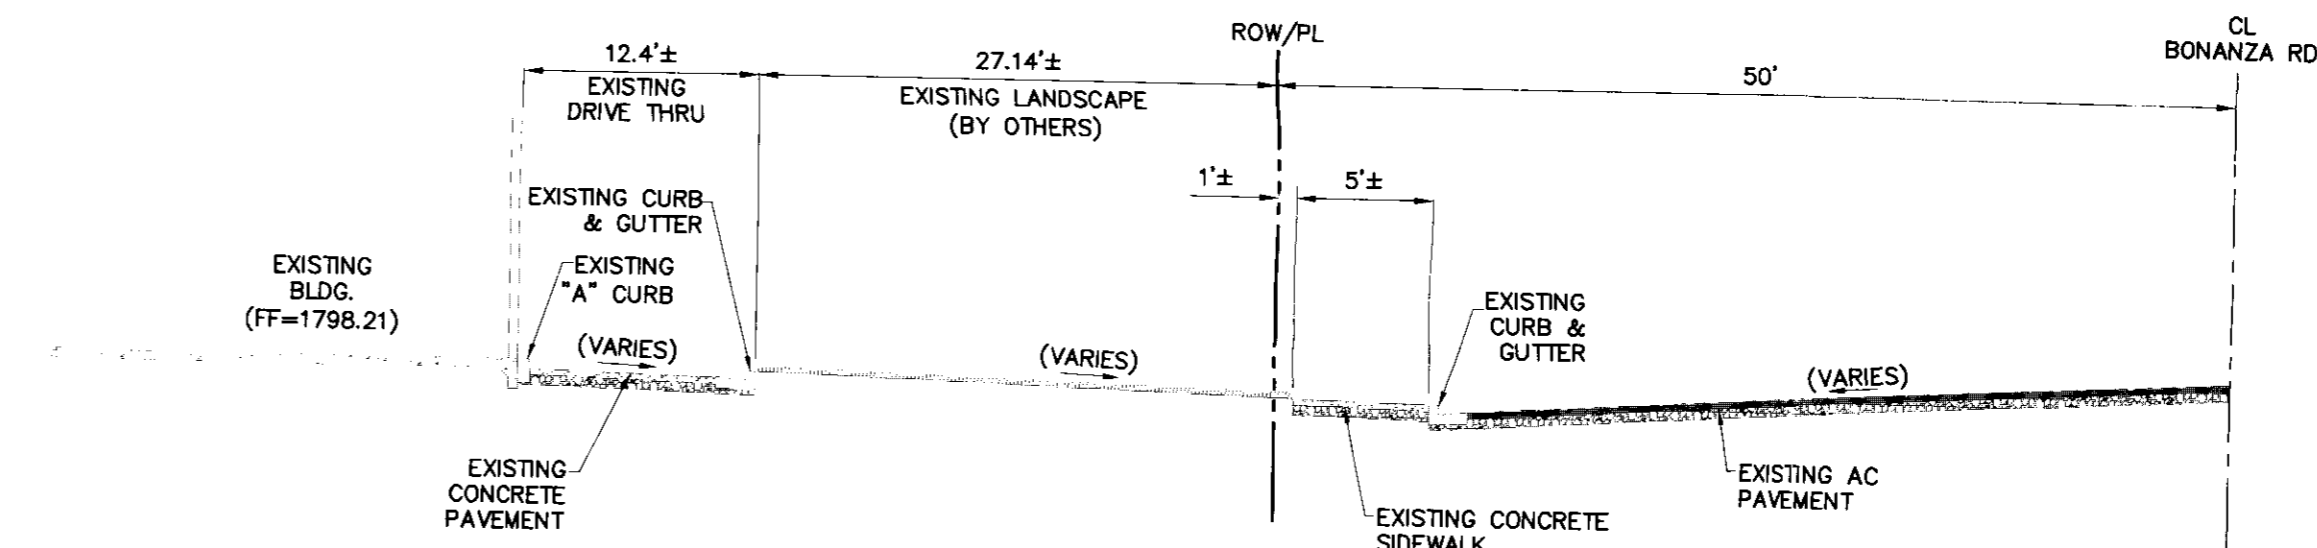 CL
BONANZA RD
ROW/PL
12.4'±
27.14'±
50'
EXISTING
DRIVE THRU
EXISTING LANDSCAPE
(BY OTHERS)
1'±
5'±
EXISTING CURB
& GUTTER
EXISTING
BLDG.
(FF=1798.21)
EXISTING
"A" CURB
(VARIES)
(VARIES)
EXISTING
CURB &
GUTTER
(VARIES)
EXISTING
CONCRETE
PAVEMENT
EXISTING AC
PAVEMENT
EXISTING CONCRETE
SIDEWALK